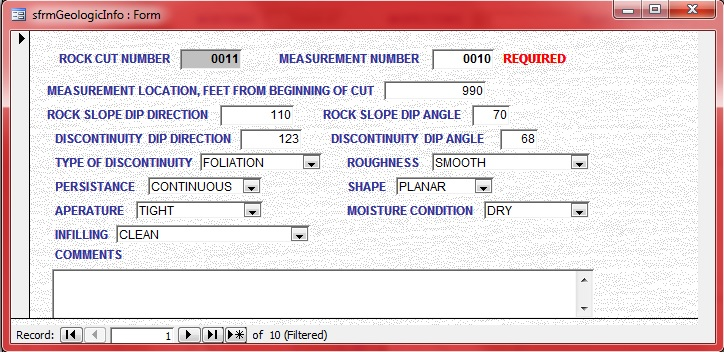 sfrmGeologicInfo : Form
ROCK CUT NUMBER 0011 MEASUREMENT NUMBER 0010 REQUIRED
MEASUREMENT LOCATION, FEET FROM BEGINNING OF CUT 990
ROCK SLOPE DIP DIRECTION 110 ROCK SLOPE DIP ANGLE 70
DISCONTINUITY DIP DIRECTION 123 DISCONTINUITY DIP ANGLE 68
TYPE OF DISCONTINUITY FOLIATION ROUGHNESS SMOOTH
PERSISTANCE CONTINUOUS SHAPE PLANAR
APERATURE TIGHT MOISTURE CONDITION DRY
INFILLING CLEAN
COMMENTS
Record: 1 of 10 (Filtered)